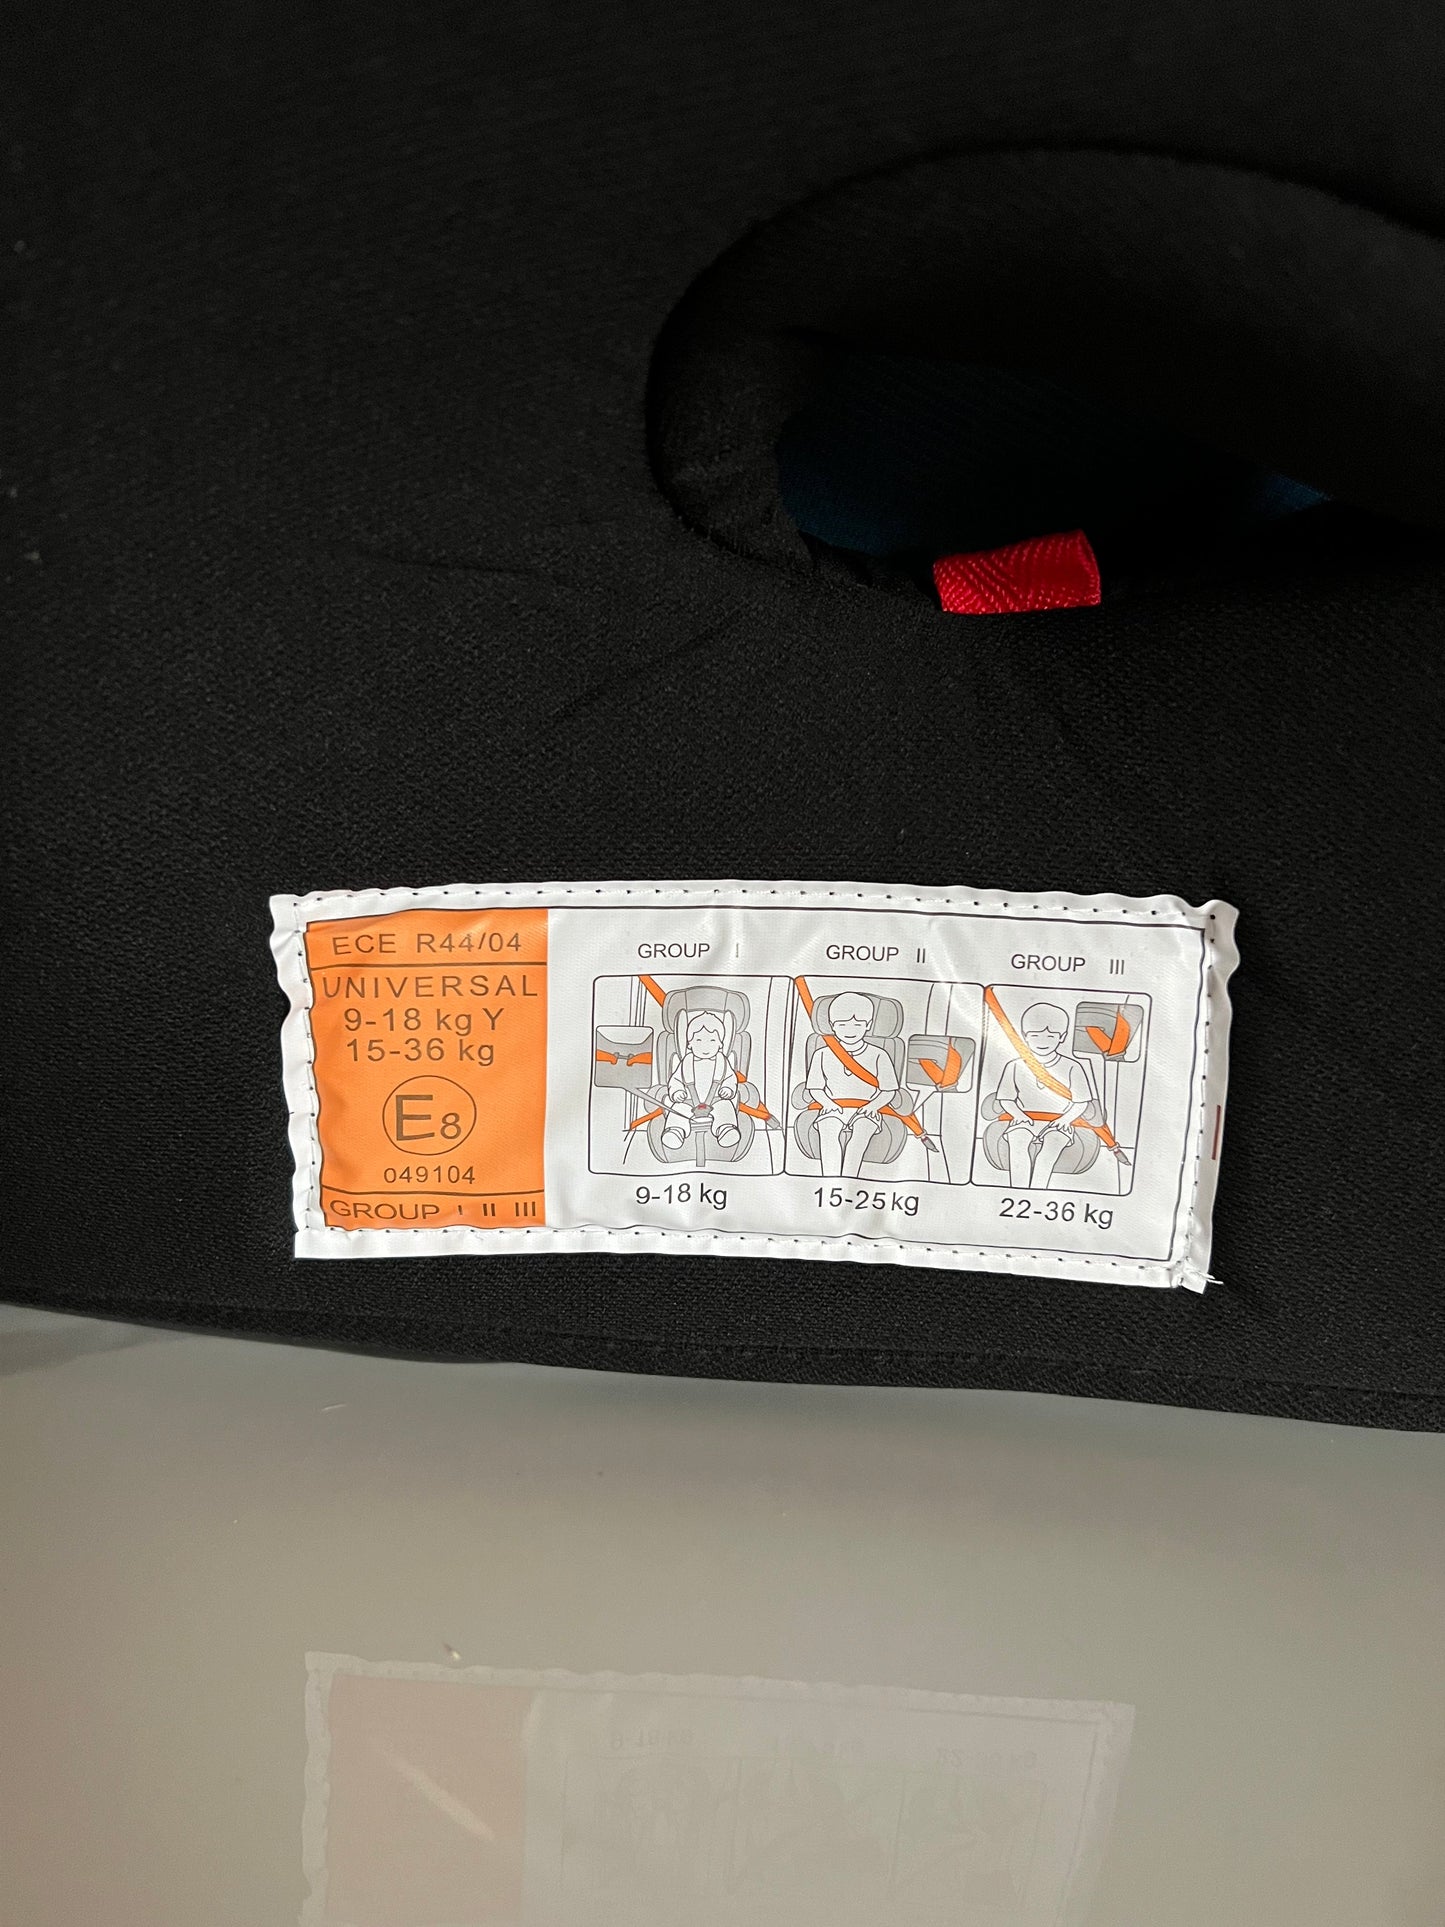 ECE R44/04
UNIVERSAL
9-18 kg Y
15-36 kg
E8
049104
GROUP I II III
GROUP I
GROUP II
GROUP III
9-18 kg
15-25 kg
22-36 kg